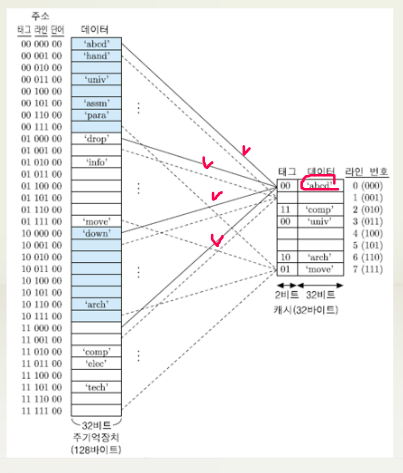 주소
태그 라인 단어 데이터
00 000 00 'abcd'
00 001 00 'hand'
00 010 00
00 011 00 'univ'
00 100 00
00 101 00 'assm'
00 110 00 'para'
00 111 00
01 000 00 'drop'
01 001 00
01 010 00 'info'
01 011 00
01 100 00
01 101 00
01 110 00
01 111 00 'move'
10 000 00 'down'
10 001 00
10 010 00
10 011 00
10 100 00
10 101 00
10 110 00 'arch'
10 111 00
11 000 00
11 001 00
11 010 00 'comp'
11 011 00 'elec'
11 100 00
11 101 00 'tech'
11 110 00
11 111 00
32비트
주기억장치
(128바이트)
태그 데이터 라인 번호
00 'abcd' 0 (000)
1 (001)
11 'comp' 2 (010)
00 'univ' 3 (011)
4 (100)
5 (101)
10 'arch' 6 (110)
01 'move' 7 (111)
2비트 32비트
캐시(32바이트)